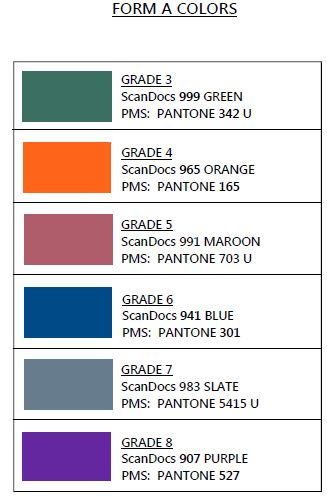 FORM A COLORS
GRADE 3
ScanDocs 999 GREEN
PMS: PANTONE 342 U
GRADE 4
ScanDocs 965 ORANGE
PMS: PANTONE 165
GRADE 5
ScanDocs 991 MAROON
PMS: PANTONE 703 U
GRADE 6
ScanDocs 941 BLUE
PMS: PANTONE 301
GRADE 7
ScanDocs 983 SLATE
PMS: PANTONE 5415 U
GRADE 8
ScanDocs 907 PURPLE
PMS: PANTONE 527